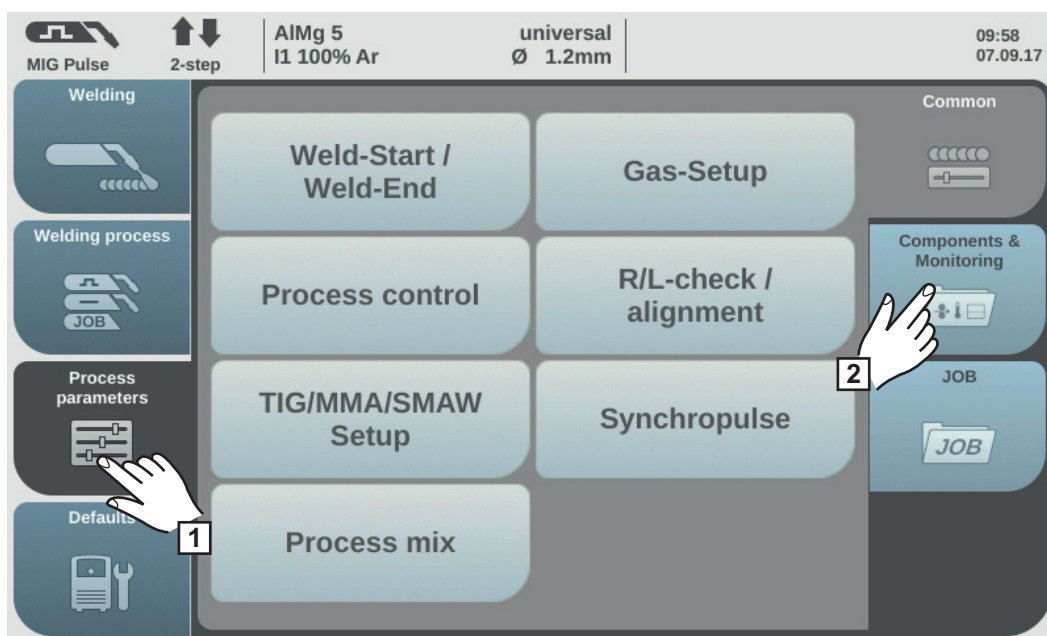 MIG Pulse
2-step
AlMg 5
I1 100% Ar
universal
Ø 1.2mm
09:58
07.09.17
Welding
Welding process
JOB
Process
parameters
1
Defaults
Weld-Start /
Weld-End
Gas-Setup
Process control
R/L-check /
alignment
TIG/MMA/SMAW
Setup
Synchropulse
Process mix
Common
Components &
Monitoring
2
JOB
JOB